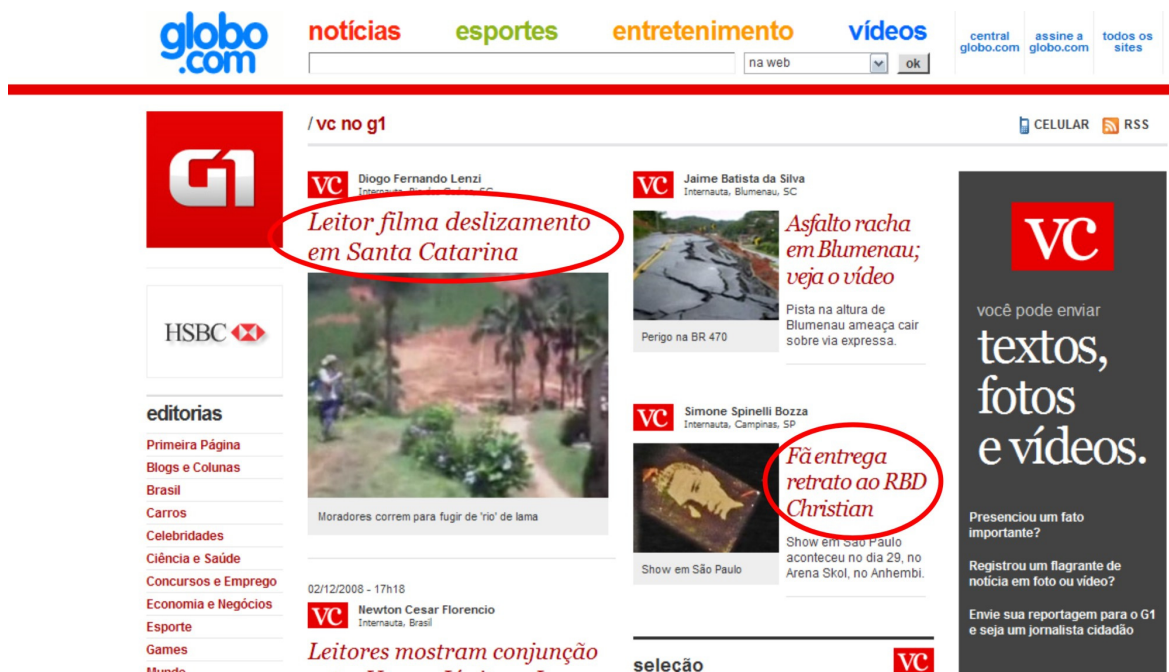 globo
.com
notícias
esportes
entretenimento
vídeos
na web
ok
central
globo.com
assine a
globo.com
todos os
sites
G1
/ vc no g1
CELULAR
RSS
HSBC
editorias
Primeira Página
Blogs e Colunas
Brasil
Carros
Celebridades
Ciência e Saúde
Concursos e Emprego
Economia e Negócios
Esporte
Games
Mundo
VC
Diogo Fernando Lenzi
Internauta,
Leitor filma deslizamento
em Santa Catarina
Moradores correm para fugir de 'rio' de lama
02/12/2008 - 17h18
VC
Newton Cesar Florencio
Internauta, Brasil
Leitores mostram conjunção
VC
Jaime Batista da Silva
Internauta, Blumenau, SC
Asfalto racha
em Blumenau;
veja o vídeo
Perigo na BR 470
Pista na altura de
Blumenau ameaça cair
sobre via expressa.
VC
Simone Spinelli Bozza
Internauta, Campinas, SP
Fã entrega
retrato ao RBD
Christian
Show em São Paulo
Show em São Paulo
aconteceu no dia 29, no
Arena Skol, no Anhembi.
seleção
VC
VC
você pode enviar
textos,
fotos
e vídeos.
Presenciou um fato
importante?
Registrou um flagrante de
notícia em foto ou vídeo?
Envie sua reportagem para o G1
e seja um jornalista cidadão